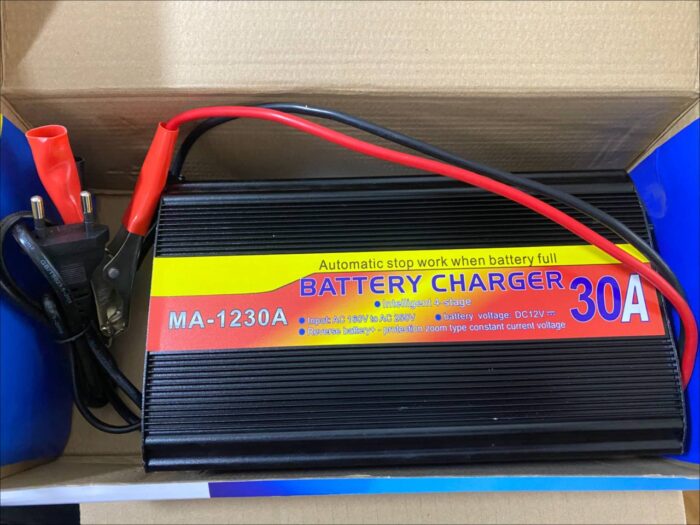 Automatic stop work when battery full
BATTERY CHARGER
Intelligent 4-stage
30A
MA-1230A
Input: AC 160V to AC 250V
battery voltage: DC12V
Reverse battery+ - protection zoom type constant current voltage